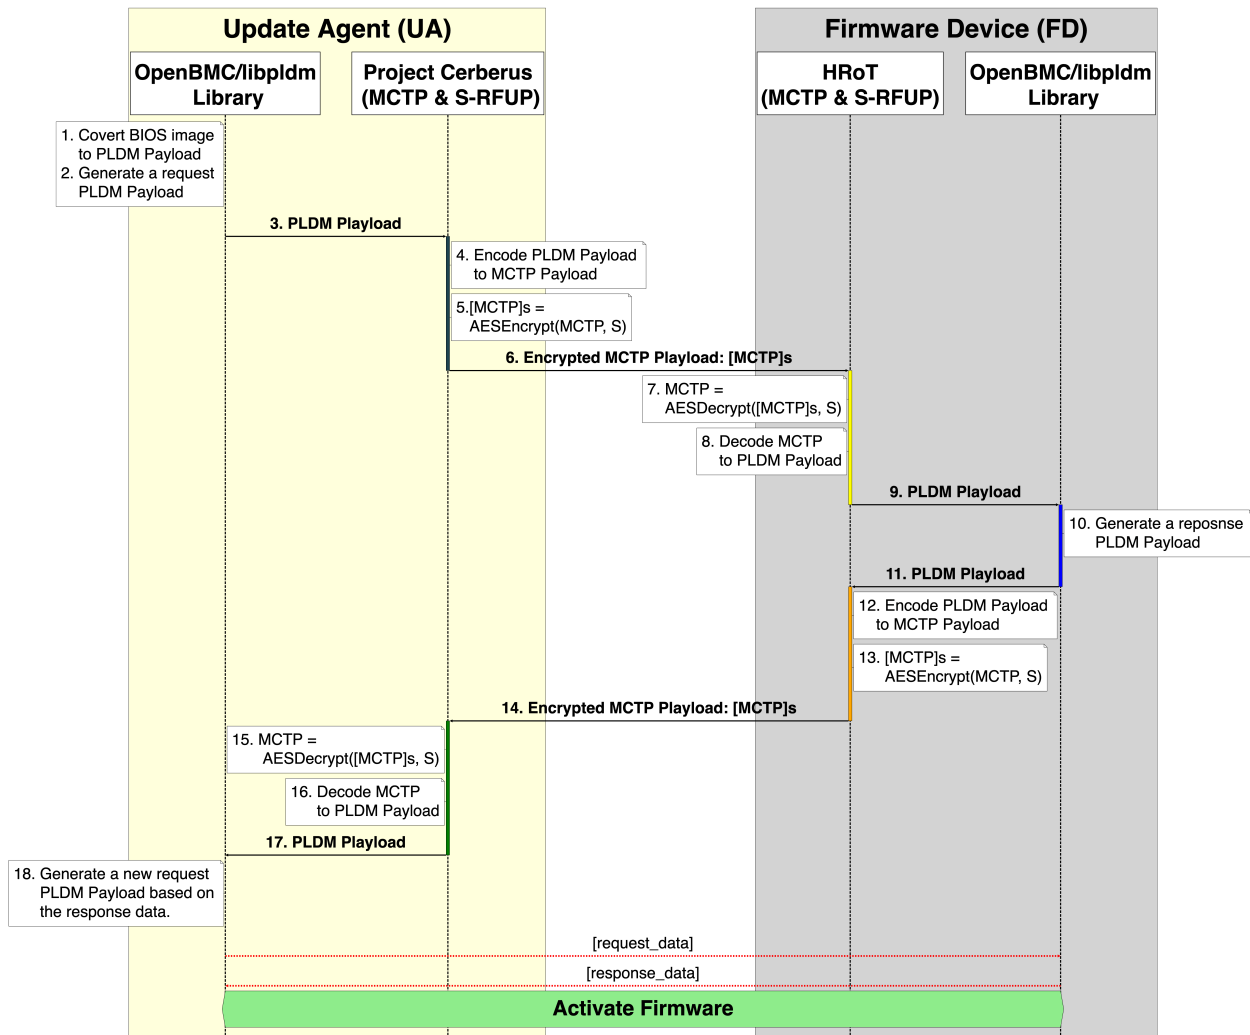 Update Agent (UA)
Firmware Device (FD)
OpenBMC/libpldm
Library
Project Cerberus
(MCTP & S-RFUP)
HRoT
(MCTP & S-RFUP)
OpenBMC/libpldm
Library
1. Covert BIOS image
to PLDM Payload
2. Generate a request
PLDM Payload
3. PLDM Playload
4. Encode PLDM Payload
to MCTP Payload
5.[MCTP]s =
AESEncrypt(MCTP, S)
6. Encrypted MCTP Playload: [MCTP]s
7. MCTP =
AESDecrypt([MCTP]s, S)
8. Decode MCTP
to PLDM Payload
9. PLDM Playload
10. Generate a reposnse
PLDM Payload
11. PLDM Playload
12. Encode PLDM Payload
to MCTP Payload
13. [MCTP]s =
AESEncrypt(MCTP, S)
14. Encrypted MCTP Playload: [MCTP]s
15. MCTP =
AESDecrypt([MCTP]s, S)
16. Decode MCTP
to PLDM Payload
17. PLDM Playload
18. Generate a new request
PLDM Payload based on
the response data.
[request_data]
[response_data]
Activate Firmware